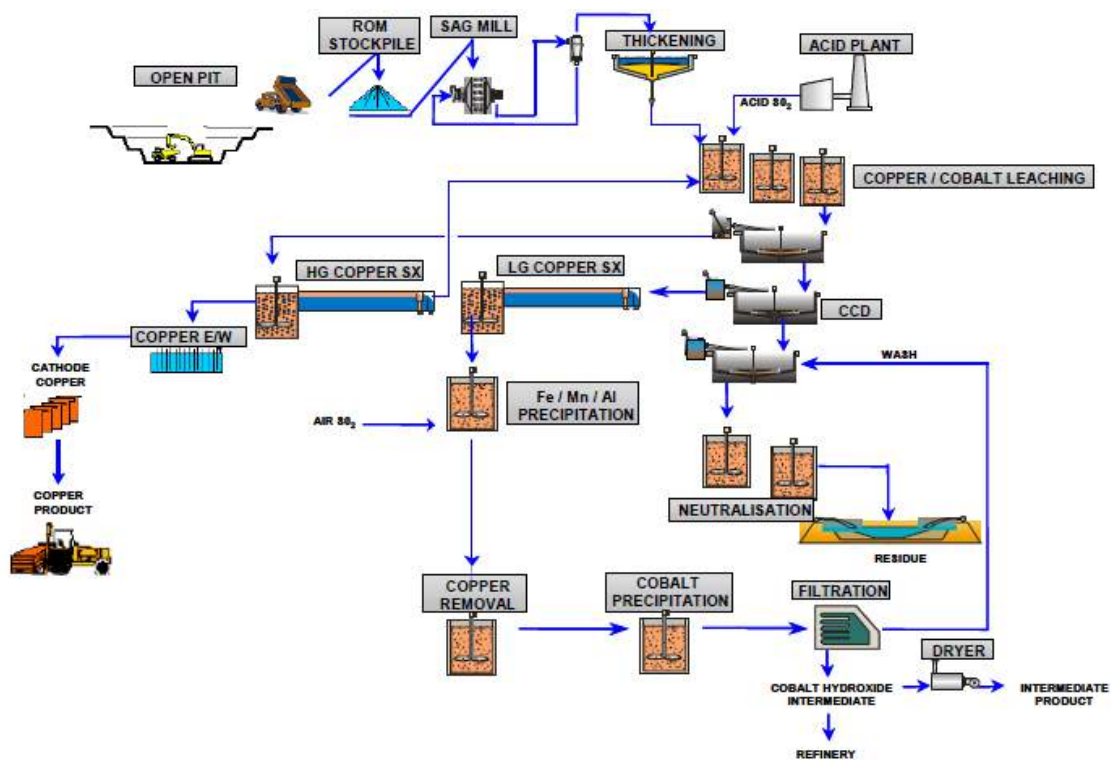 ROM
STOCKPILE
SAG MILL
THICKENING
ACID PLANT
OPEN PIT
ACID S0₂
COPPER / COBALT LEACHING
HG COPPER SX
LG COPPER SX
CCD
COPPER E/W
WASH
CATHODE
COPPER
Fe / Mn / Al
PRECIPITATION
AIR S0₂
COPPER
PRODUCT
NEUTRALISATION
RESIDUE
COPPER
REMOVAL
COBALT
PRECIPITATION
FILTRATION
DRYER
COBALT HYDROXIDE
INTERMEDIATE
INTERMEDIATE
PRODUCT
REFINERY